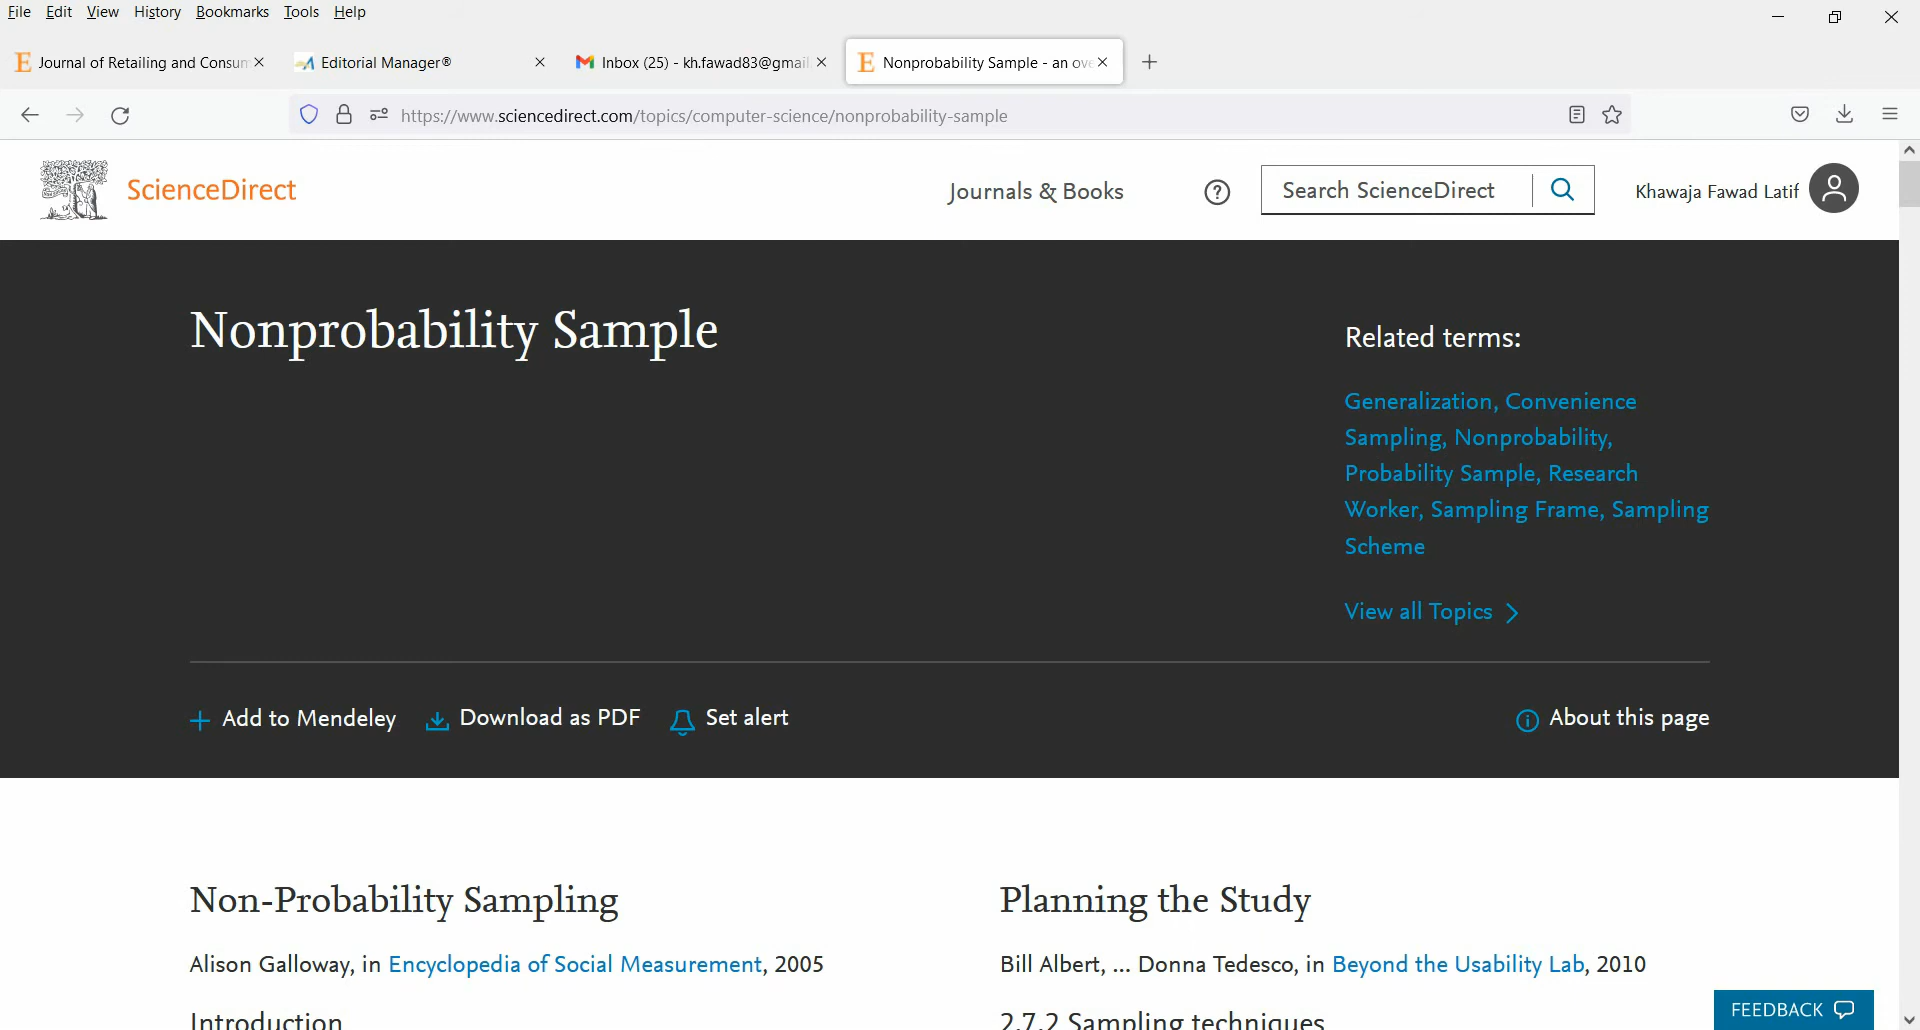 File Edit View History Bookmarks Tools Help
Journal of Retailing and Consum
Editorial Manager®
Inbox (25) - kh.fawad83@gmail.
Nonprobability Sample - an ove
https://www.sciencedirect.com/topics/computer-science/nonprobability-sample
ScienceDirect
Journals & Books
Search ScienceDirect
Khawaja Fawad Latif
Nonprobability Sample
Related terms:
Generalization, Convenience
Sampling, Nonprobability,
Probability Sample, Research
Worker, Sampling Frame, Sampling
Scheme
View all Topics
Add to Mendeley
Download as PDF
Set alert
About this page
Non-Probability Sampling
Alison Galloway, in Encyclopedia of Social Measurement, 2005
Introduction
Planning the Study
Bill Albert, ... Donna Tedesco, in Beyond the Usability Lab, 2010
2.7.2 Sampling techniques
FEEDBACK